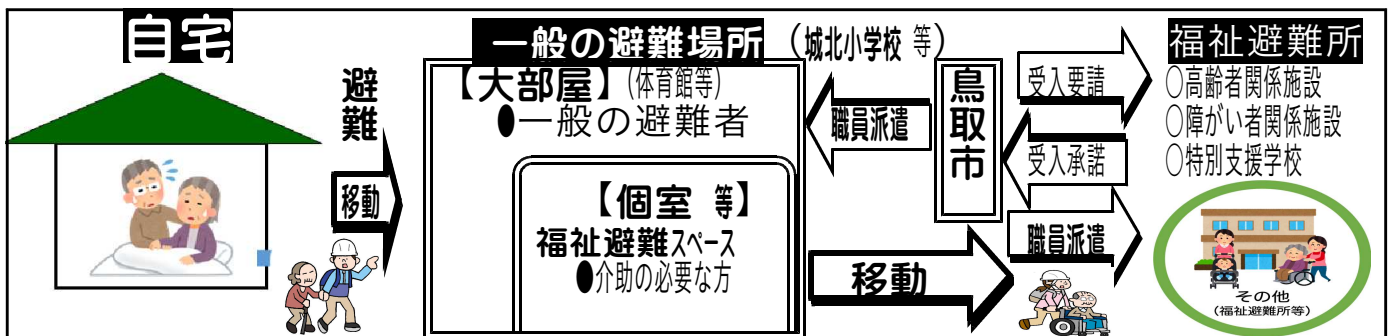 自宅
避難
移動
一般の避難場所 (城北小学校 等)
【大部屋】(体育館等)
●一般の避難者
【個室 等】
福祉避難スペース
●介助の必要な方
職員派遣
鳥取市
受入要請
受入承諾
職員派遣
移動
福祉避難所
○高齢者関係施設
○障がい者関係施設
○特別支援学校
その他
(福祉避難所等)